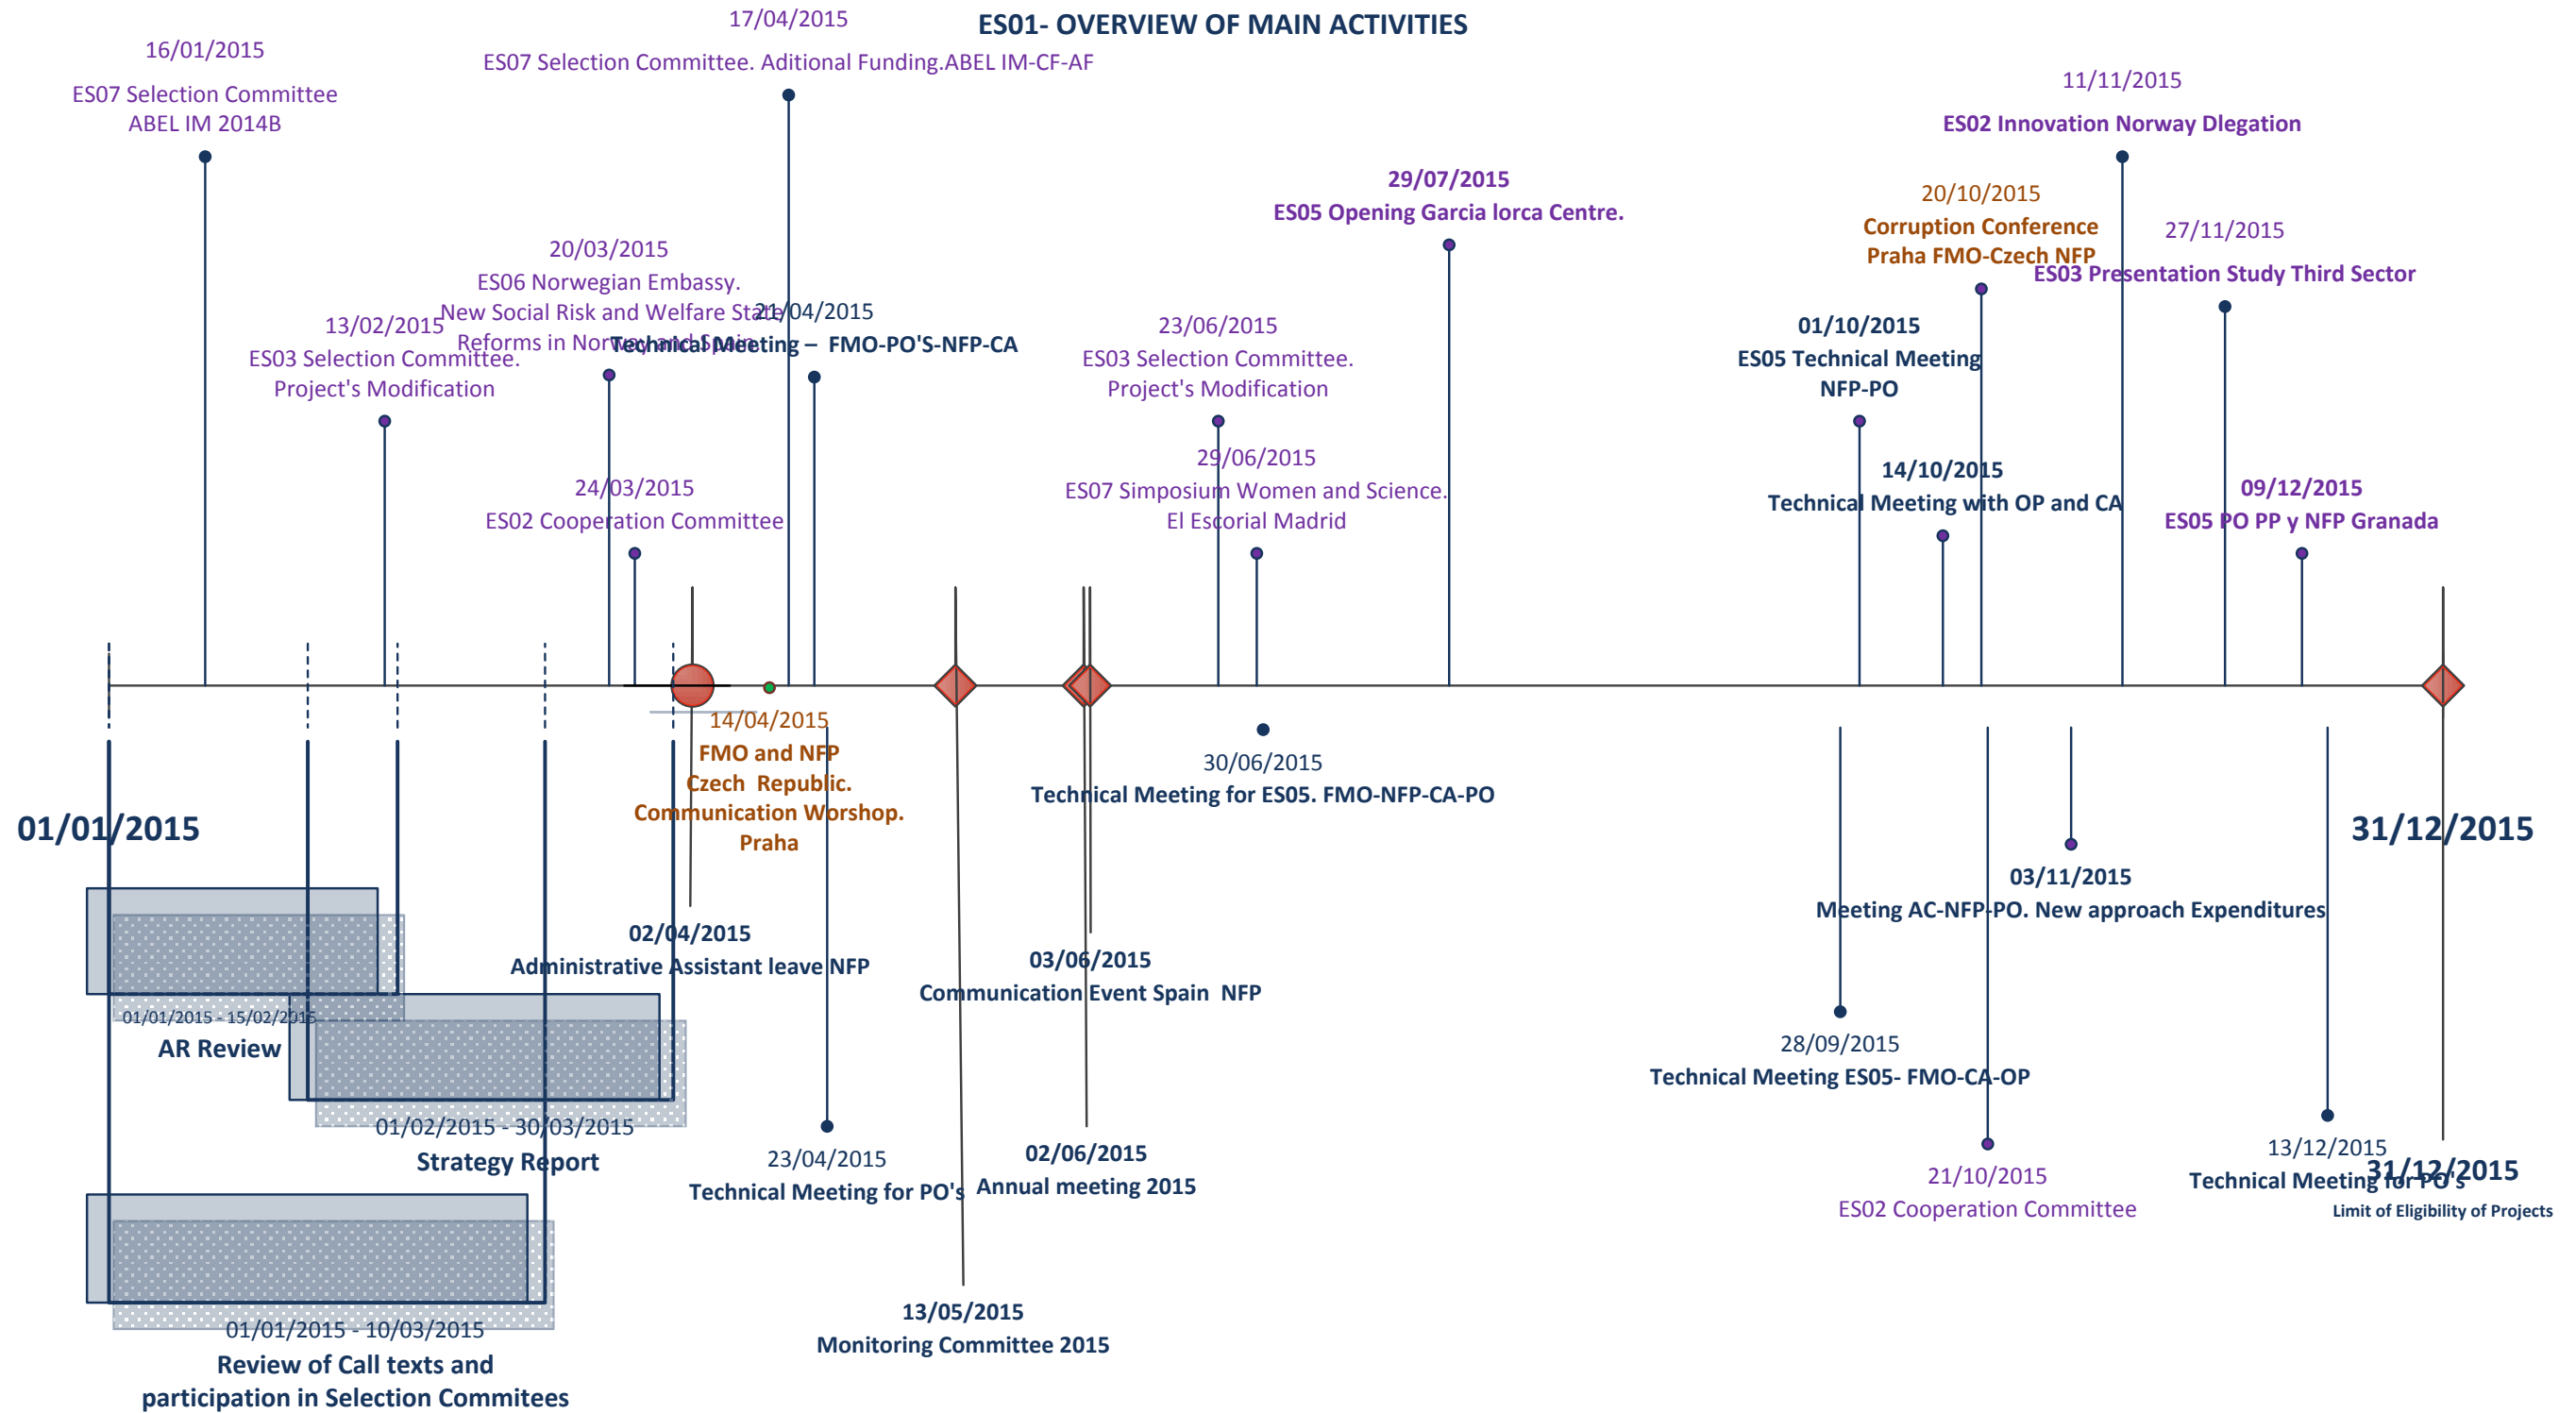 ES01- OVERVIEW OF MAIN ACTIVITIES
16/01/2015
ES07 Selection Committee
ABEL IM 2014B
17/04/2015
ES07 Selection Committee. Aditional Funding.ABEL IM-CF-AF
13/02/2015
ES03 Selection Committee.
Project's Modification
20/03/2015
ES06 Norwegian Embassy.
New Social Risk and Welfare State
Reforms in Norway and Spain.
21/04/2015
Technical Meeting – FMO-PO'S-NFP-CA
24/03/2015
ES02 Cooperation Committee
23/06/2015
ES03 Selection Committee.
Project's Modification
29/06/2015
ES07 Simposium Women and Science.
El Escorial Madrid
29/07/2015
ES05 Opening Garcia lorca Centre.
01/10/2015
ES05 Technical Meeting
NFP-PO
14/10/2015
Technical Meeting with OP and CA
20/10/2015
Corruption Conference
Praha FMO-Czech NFP
11/11/2015
ES02 Innovation Norway Dlegation
27/11/2015
ES03 Presentation Study Third Sector
09/12/2015
ES05 PO PP y NFP Granada
01/01/2015
31/12/2015
14/04/2015
FMO and NFP
Czech Republic.
Communication Worshop.
Praha
30/06/2015
Technical Meeting for ES05. FMO-NFP-CA-PO
02/04/2015
Administrative Assistant leave NFP
03/06/2015
Communication Event Spain NFP
03/11/2015
Meeting AC-NFP-PO. New approach Expenditures
01/01/2015 - 15/02/2015
AR Review
28/09/2015
Technical Meeting ES05- FMO-CA-OP
01/02/2015 - 30/03/2015
Strategy Report
23/04/2015
Technical Meeting for PO's
02/06/2015
Annual meeting 2015
21/10/2015
ES02 Cooperation Committee
13/12/2015
Technical Meeting for PO's
31/12/2015
Limit of Eligibility of Projects
13/05/2015
Monitoring Committee 2015
01/01/2015 - 10/03/2015
Review of Call texts and
participation in Selection Commitees